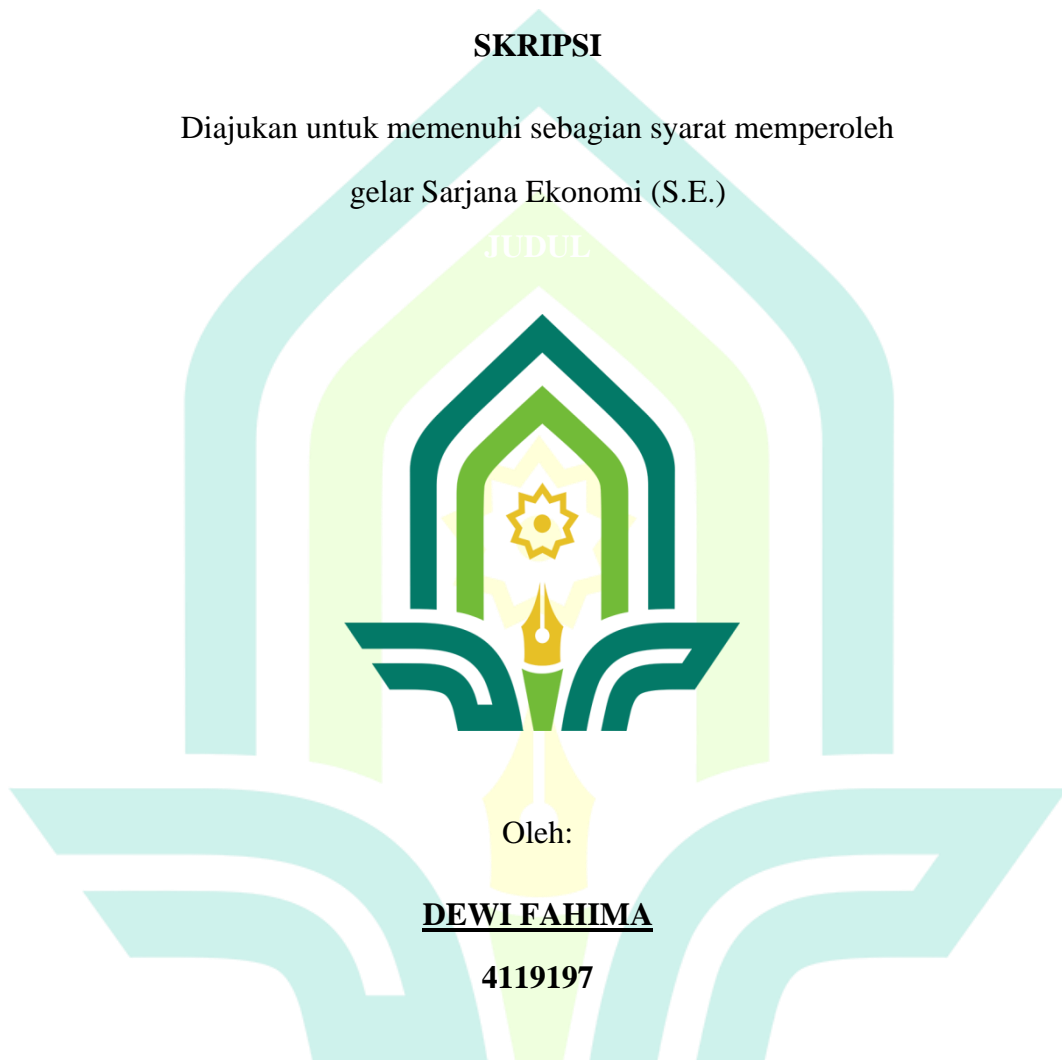 SKRIPSI
Diajukan untuk memenuhi sebagian syarat memperoleh
gelar Sarjana Ekonomi (S.E.)
JUDUL
Oleh:
DEWI FAHIMA
4119197